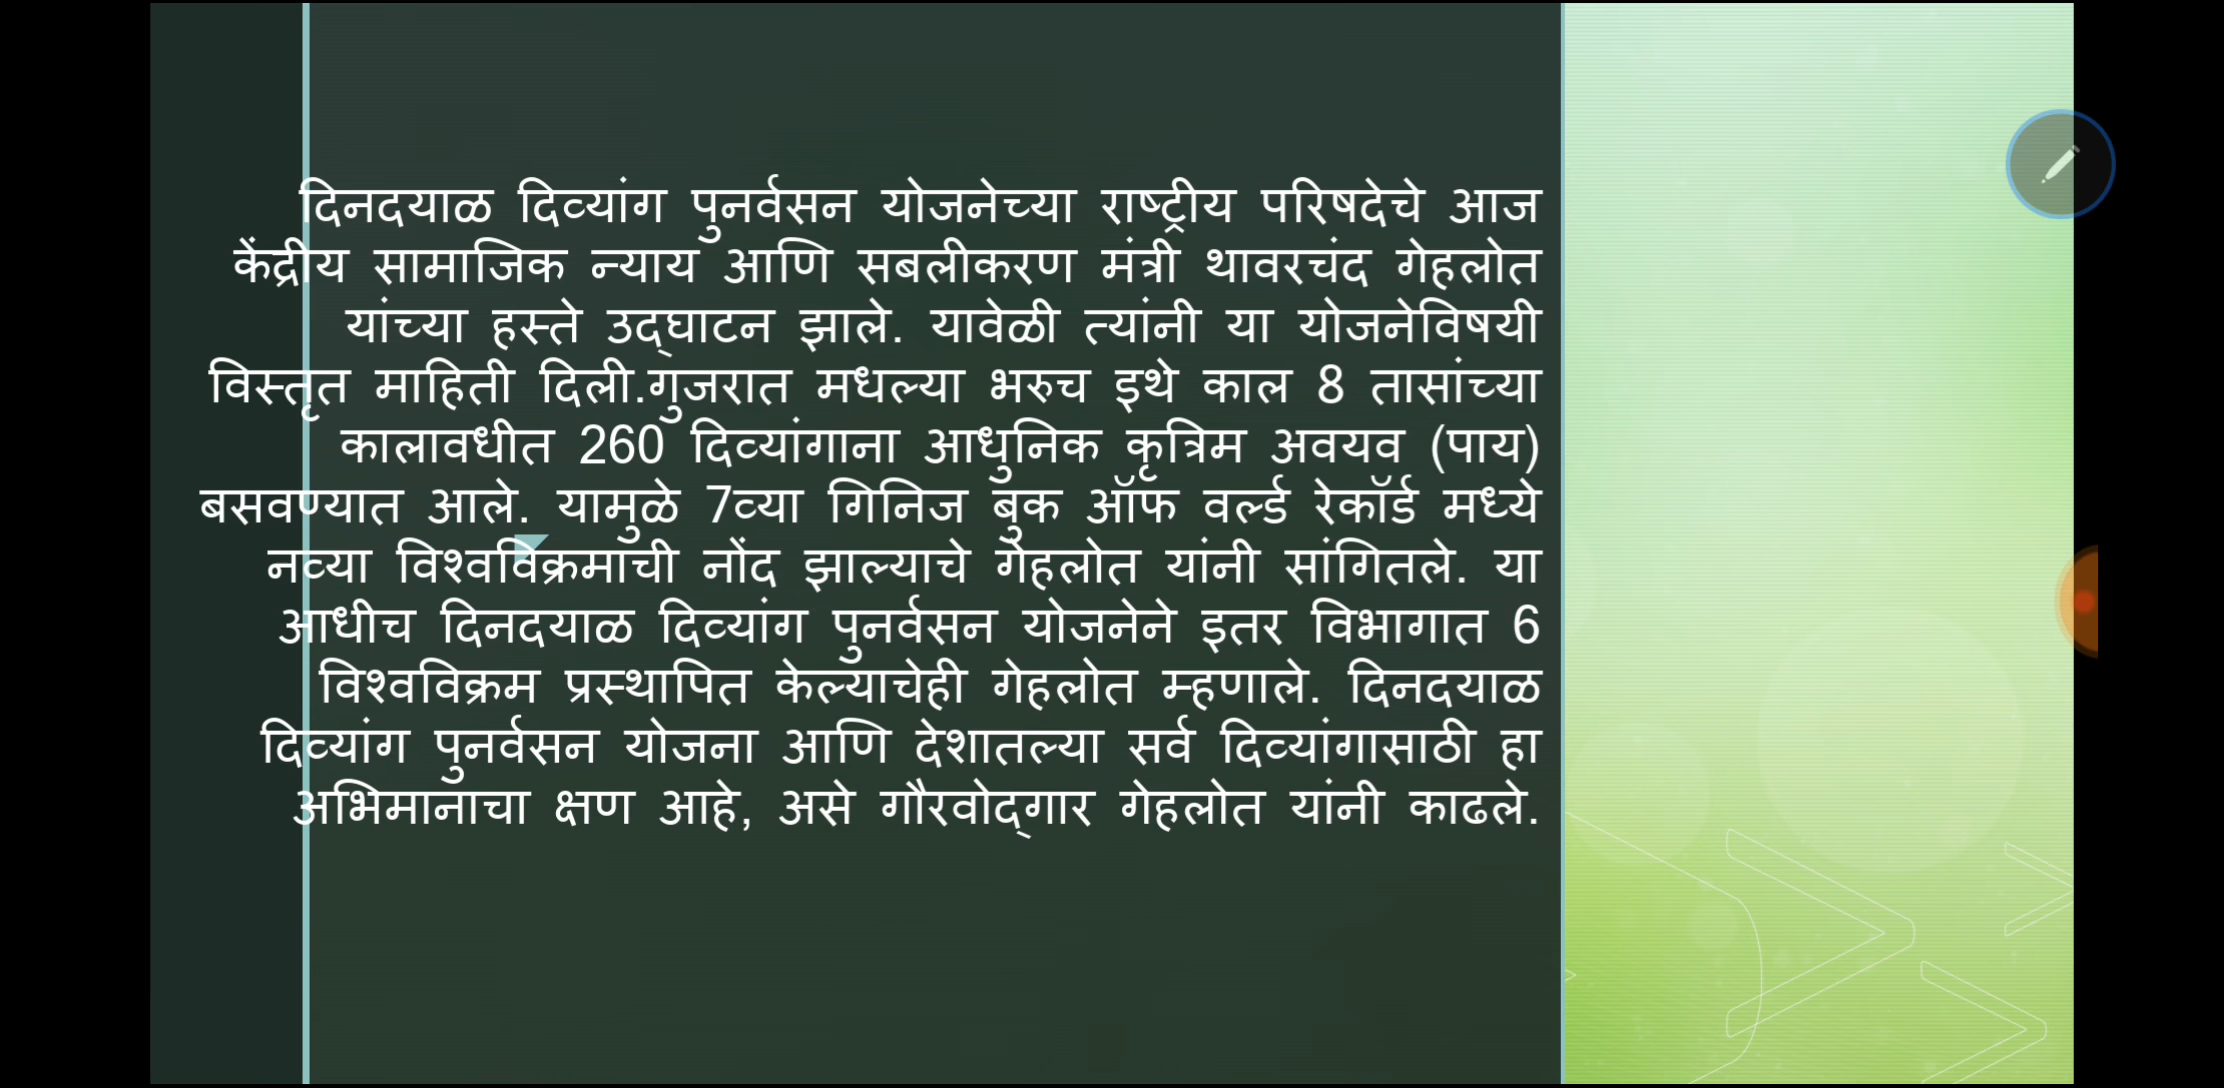 दिनदयाळ दिव्यांग पुनर्वसन योजनेच्या राष्ट्रीय परिषदेचे आज
केंद्रीय सामाजिक न्याय आणि सबलीकरण मंत्री थावरचंद गेहलोत
यांच्या हस्ते उद्‌घाटन झाले. यावेळी त्यांनी या योजनेविषयी
विस्तृत माहिती दिली.गुजरात मधल्या भरुच इथे काल 8 तासांच्या
कालावधीत 260 दिव्यांगाना आधुनिक कृत्रिम अवयव (पाय)
बसवण्यात आले. यामुळे 7व्या गिनिज बुक ऑफ वर्ल्ड रेकॉर्ड मध्ये
नव्या विश्वविक्रमाची नोंद झाल्याचे गेहलोत यांनी सांगितले. या
आधीच दिनदयाळ दिव्यांग पुनर्वसन योजनेने इतर विभागात 6
विश्वविक्रम प्रस्थापित केल्याचेही गेहलोत म्हणाले. दिनदयाळ
दिव्यांग पुनर्वसन योजना आणि देशातल्या सर्व दिव्यांगासाठी हा
अभिमानाचा क्षण आहे, असे गौरवोद्‌गार गेहलोत यांनी काढले.